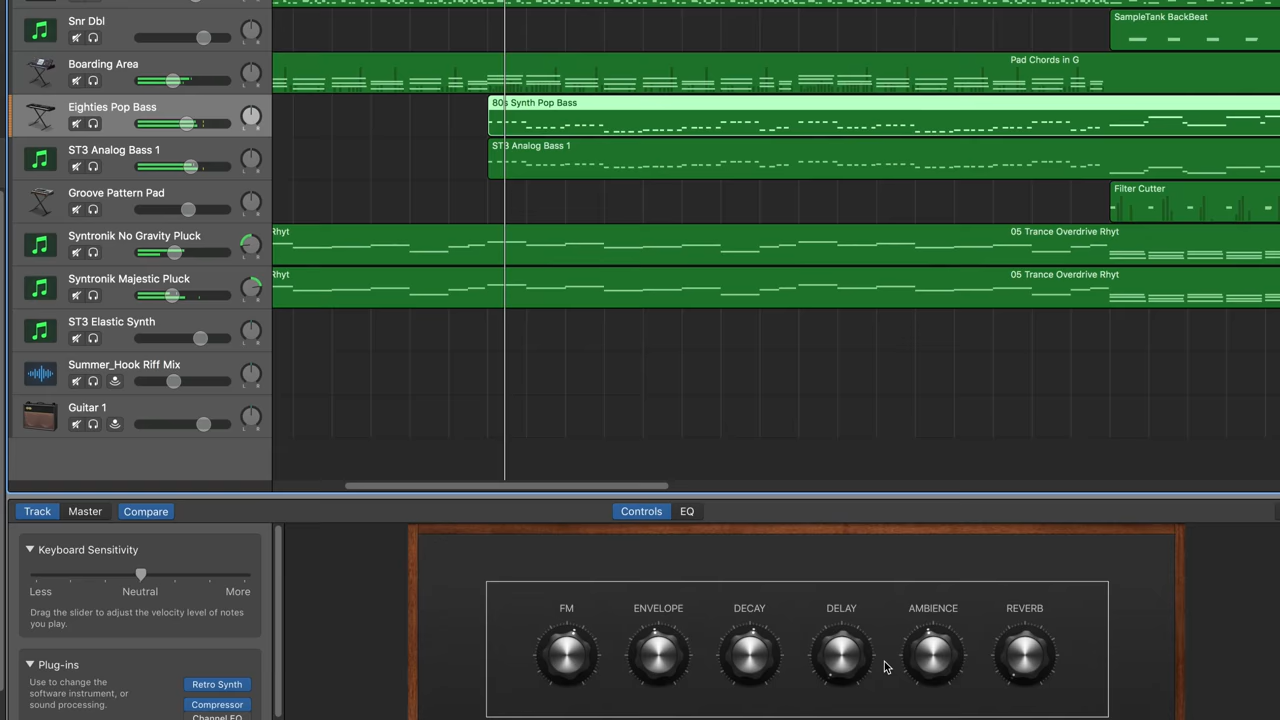 Snr Dbl
SampleTank BackBeat
Boarding Area
Pad Chords in G
Eighties Pop Bass
80s Synth Pop Bass
ST3 Analog Bass 1
ST3 Analog Bass 1
Groove Pattern Pad
Filter Cutter
Syntronik No Gravity Pluck
Rhyt
05 Trance Overdrive Rhyt
Syntronik Majestic Pluck
Rhyt
05 Trance Overdrive Rhyt
ST3 Elastic Synth
Summer_Hook Riff Mix
Guitar 1
L R
Track Master Compare
Controls EQ
Keyboard Sensitivity
Less Neutral More
Drag the slider to adjust the velocity level of notes
you play.
Plug-ins
Use to change the
software instrument, or
sound processing.
Retro Synth
Compressor
Channel EQ
FM ENVELOPE DECAY DELAY AMBIENCE REVERB